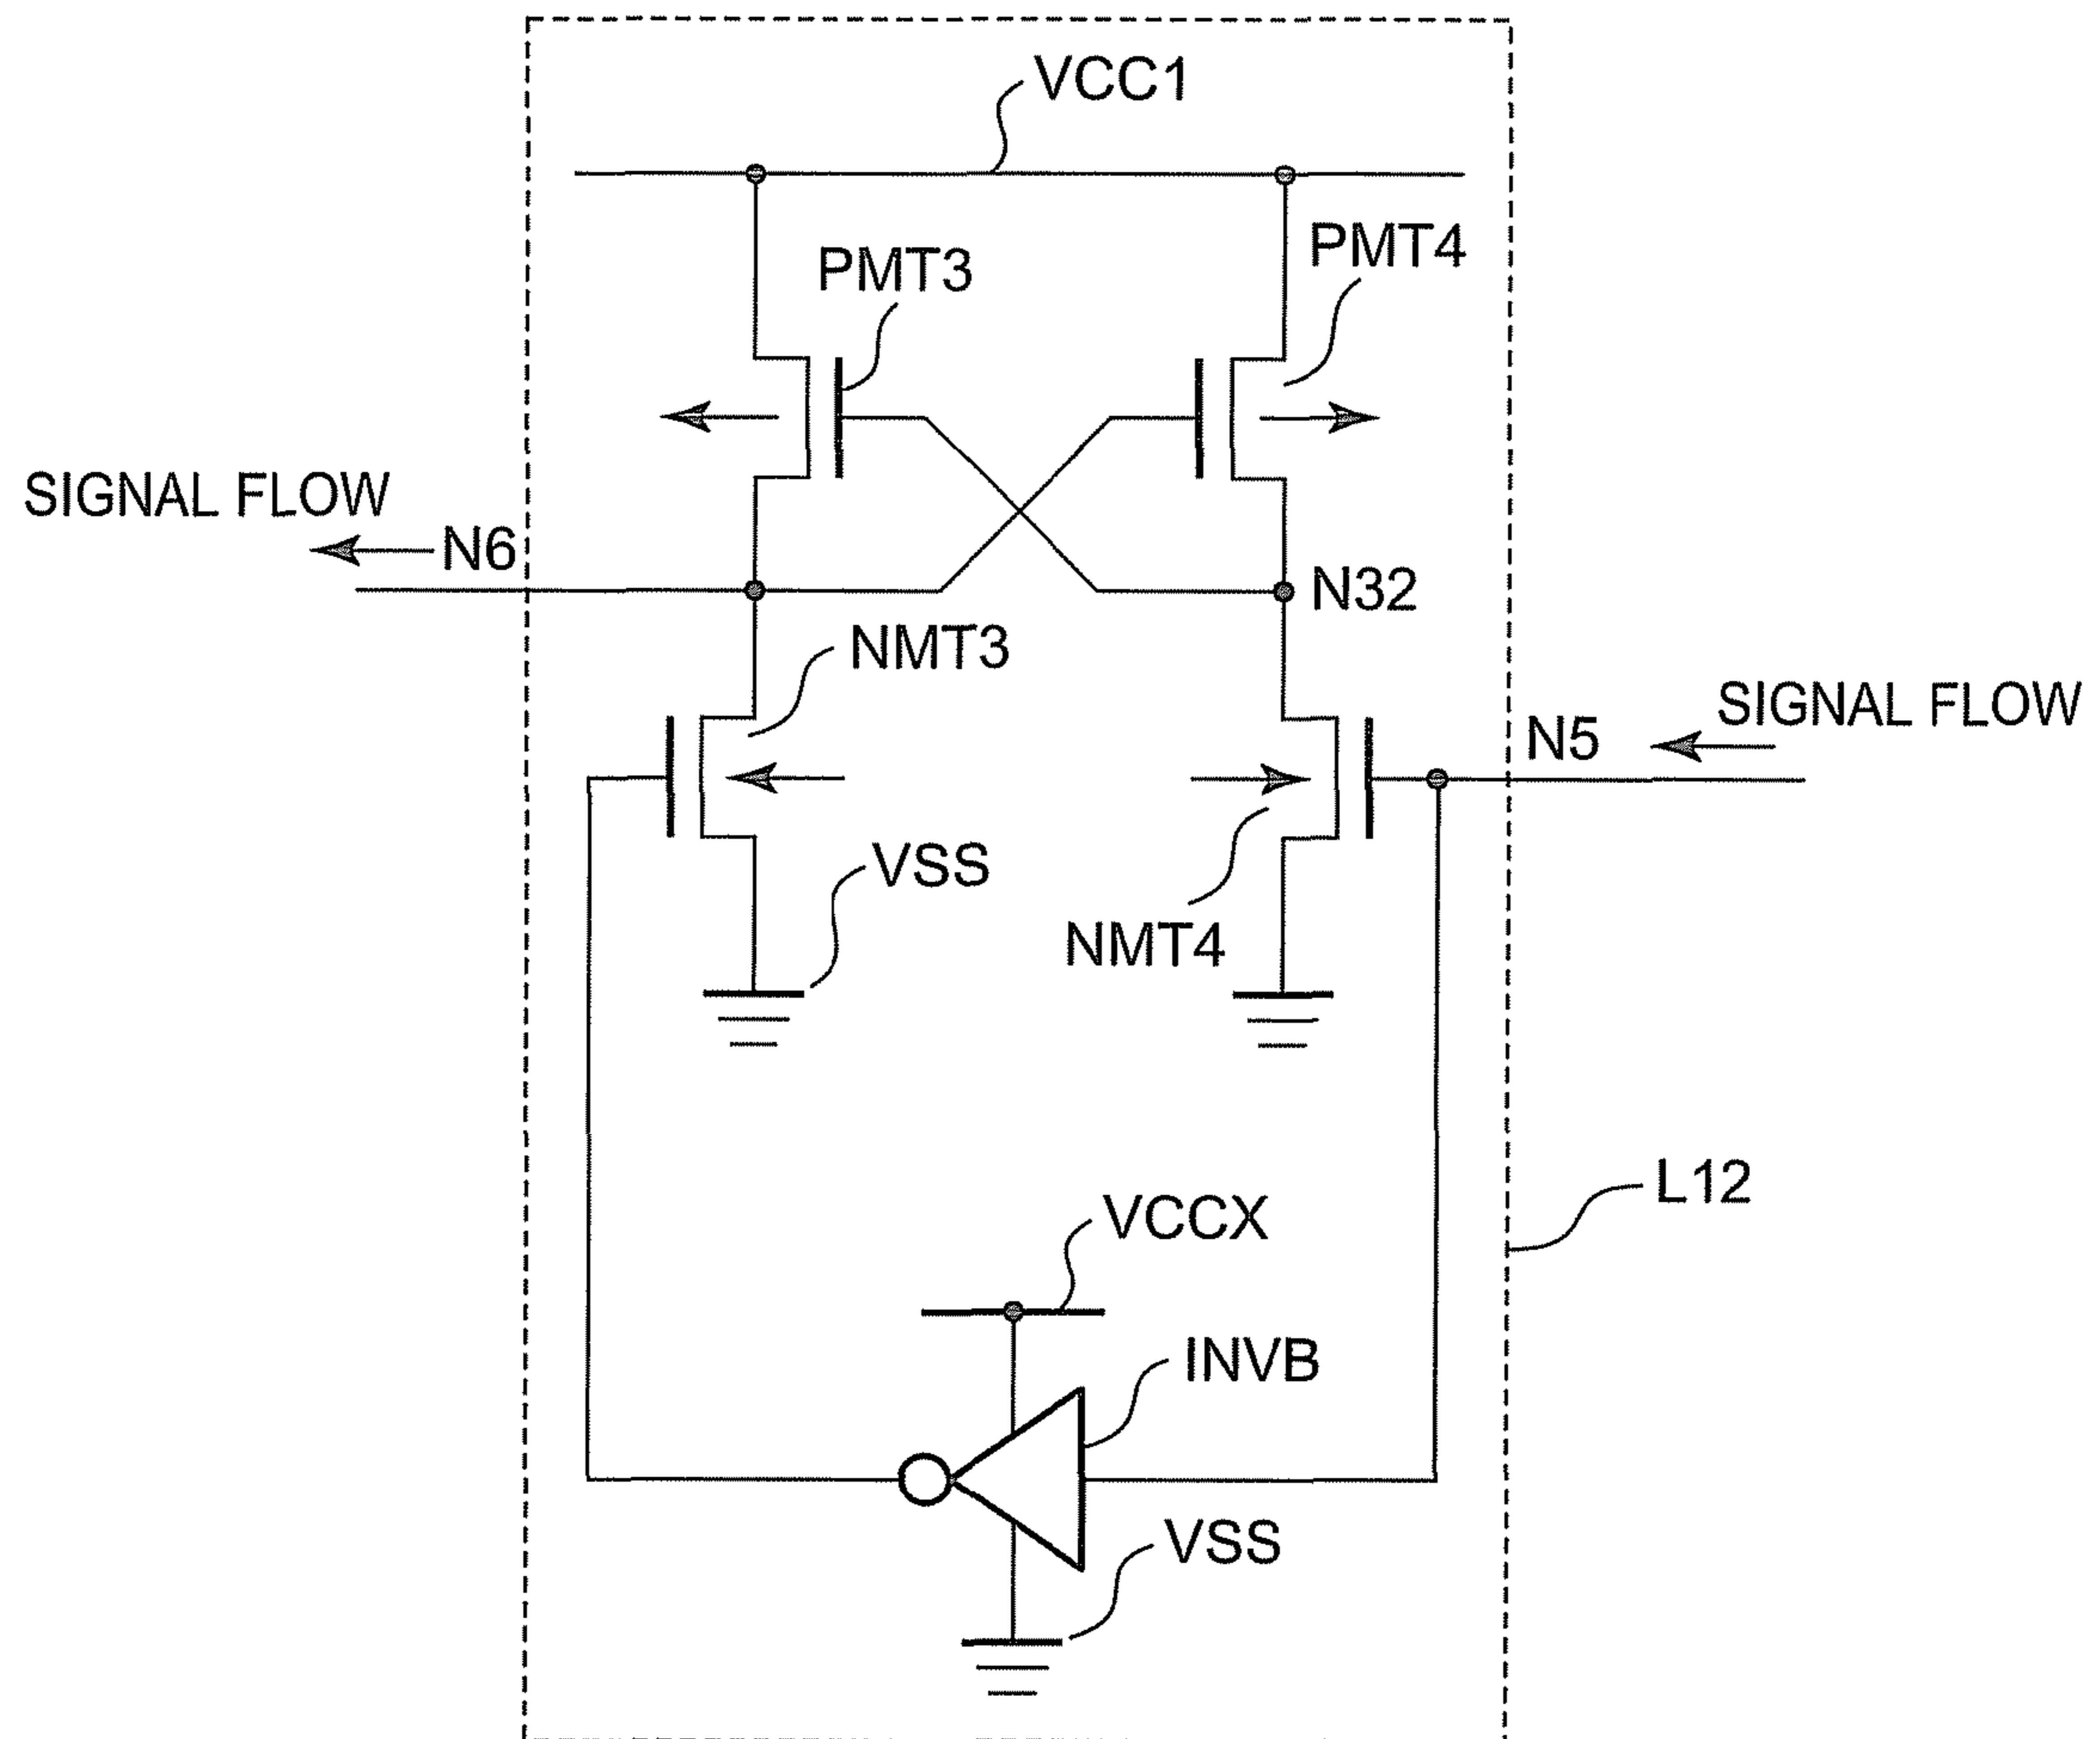 VCC1
PMT3
PMT4
SIGNAL FLOW
N6
N32
NMT3
SIGNAL FLOW
N5
VSS
NMT4
L12
VCCX
INVB
VSS